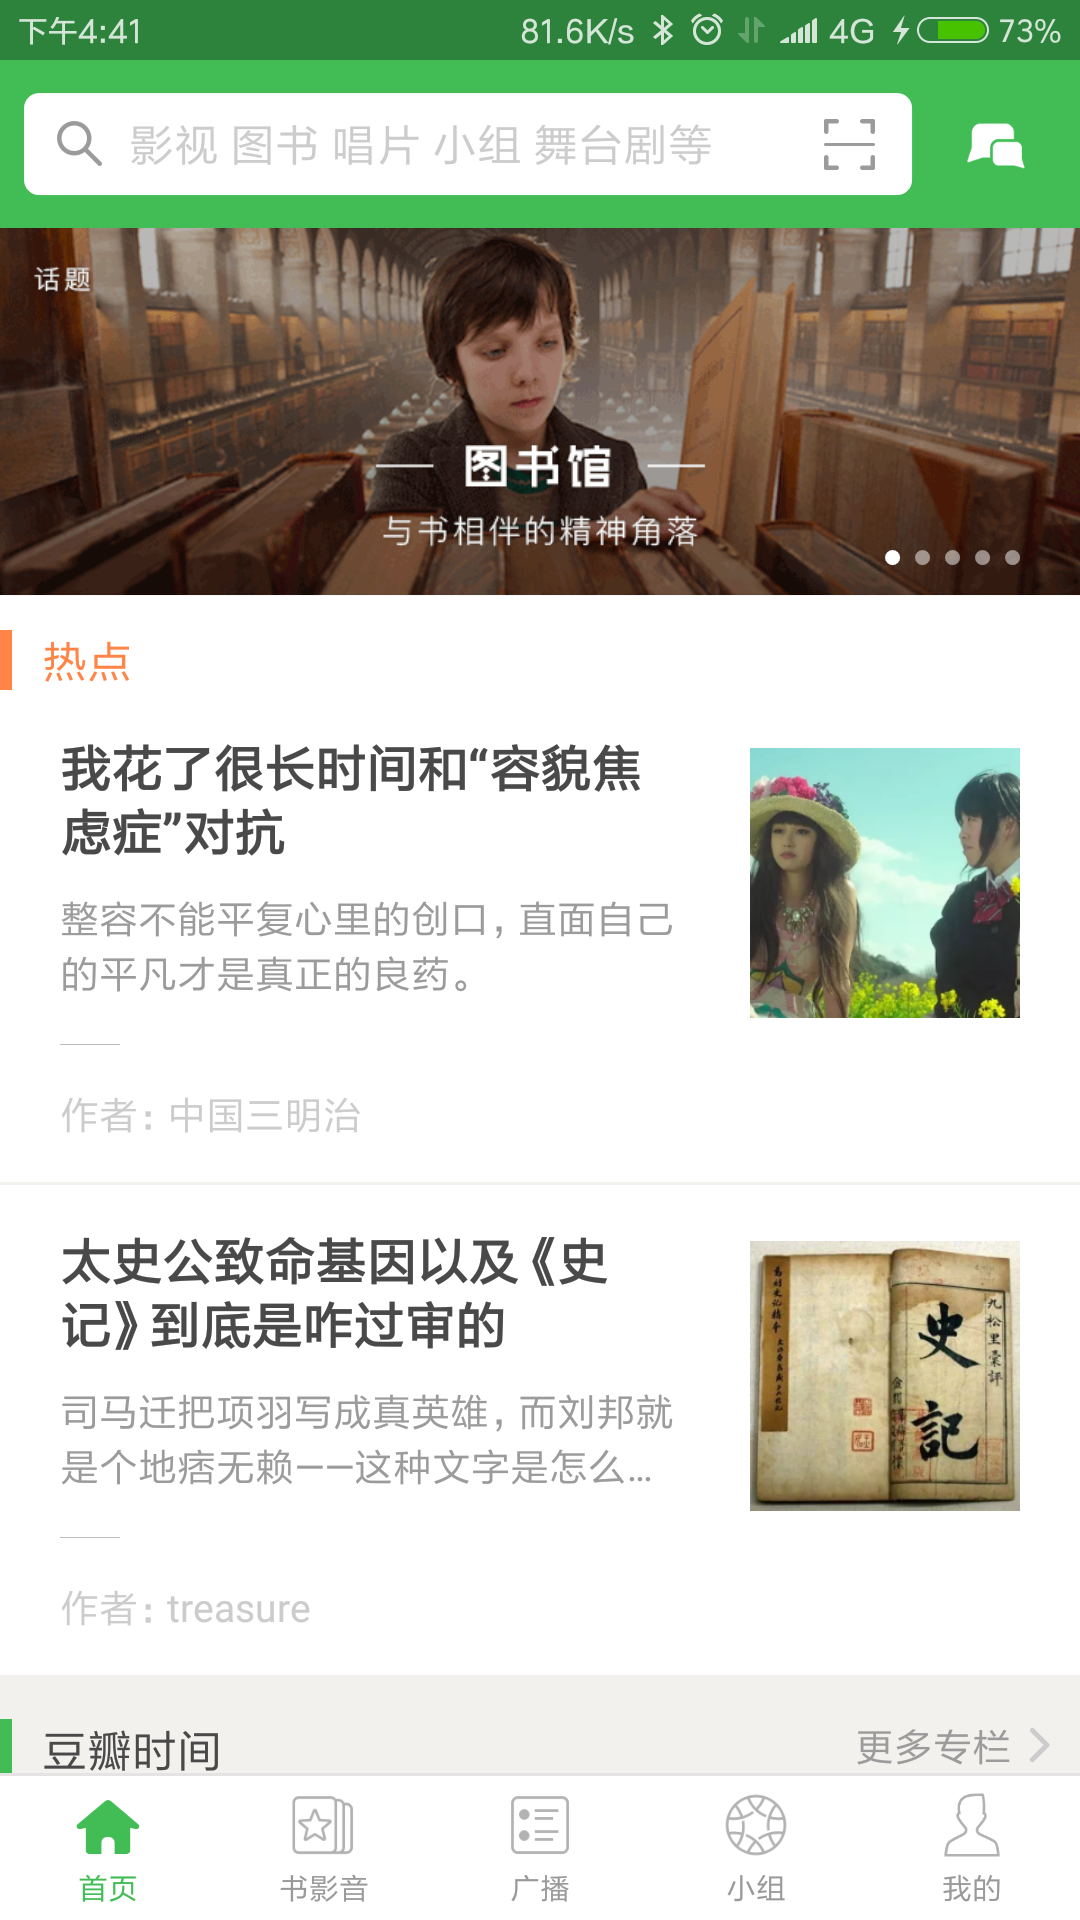 下午4:41 81.6K/s 4G 73%
影视 图书 唱片 小组 舞台剧等
话题
图书馆
与书相伴的精神角落
热点
我花了很长时间和“容貌焦
虑症”对抗
整容不能平复心里的创口，直面自己
的平凡才是真正的良药。
作者：中国三明治
太史公致命基因以及《史
记》到底是咋过审的
史記
九松里彙評
司马迁把项羽写成真英雄，而刘邦就
是个地痞无赖——这种文字是怎么...
作者：treasure
豆瓣时间 更多专栏
首页 书影音 广播 小组 我的